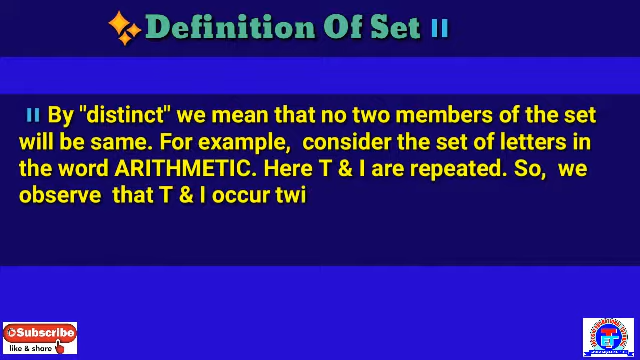 ✨Definition Of Set II
II By "distinct" we mean that no two members of the set
will be same. For example, consider the set of letters in
the word ARITHMETIC. Here T & I are repeated. So, we
observe that T & I occur twi
Subscribe
like & share